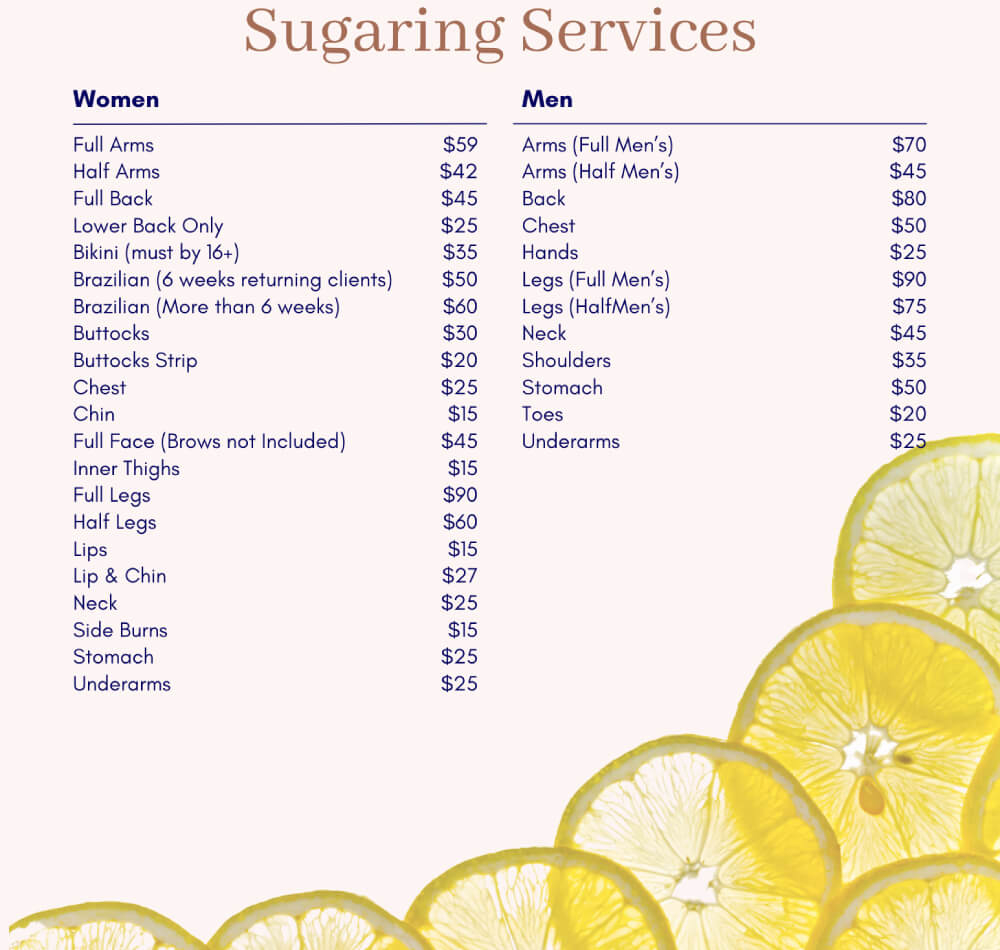 Sugaring Services
Women
Full Arms $59
Half Arms $42
Full Back $45
Lower Back Only $25
Bikini (must by 16+) $35
Brazilian (6 weeks returning clients) $50
Brazilian (More than 6 weeks) $60
Buttocks $30
Buttocks Strip $20
Chest $25
Chin $15
Full Face (Brows not Included) $45
Inner Thighs $15
Full Legs $90
Half Legs $60
Lips $15
Lip & Chin $27
Neck $25
Side Burns $15
Stomach $25
Underarms $25
Men
Arms (Full Men's) $70
Arms (Half Men's) $45
Back $80
Chest $50
Hands $25
Legs (Full Men's) $90
Legs (HalfMen's) $75
Neck $45
Shoulders $35
Stomach $50
Toes $20
Underarms $25